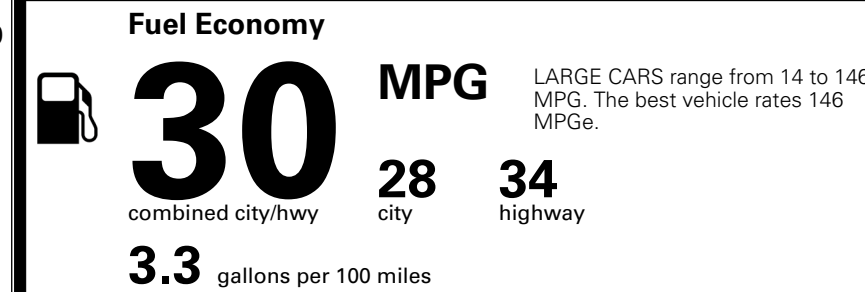 Fuel Economy
30
MPG
LARGE CARS range from 14 to 146
MPG. The best vehicle rates 146
MPGe.
28
34
combined city/hwy
city
highway
3.3 gallons per 100 miles